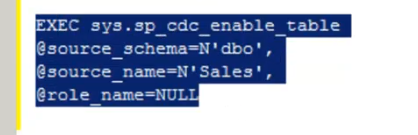 EXEC sys.sp_cdc_enable_table
@source_schema=N'dbo',
@source_name=N'Sales',
@role_name=NULL